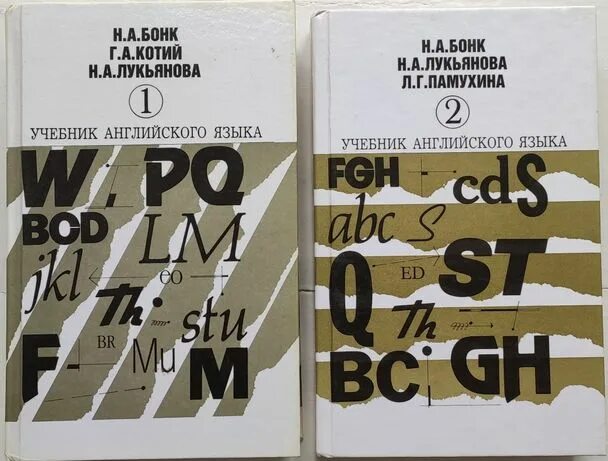 Н.А.БОНК
Г.А.КОТИЙ
Н.А.ЛУКЬЯНОВА
1
УЧЕБНИК АНГЛИЙСКОГО ЯЗЫКА
W. PQ
BCD
LM
jkl
eo
Th
stu
BR
Mu
F M
Н.А.БОНК
Н.А.ЛУКЬЯНОВА
Л.Г.ПАМУХИНА
2
УЧЕБНИК АНГЛИЙСКОГО ЯЗЫКА
FGH
cdS
abc S
Q
ED
ST
Th
BC
GH